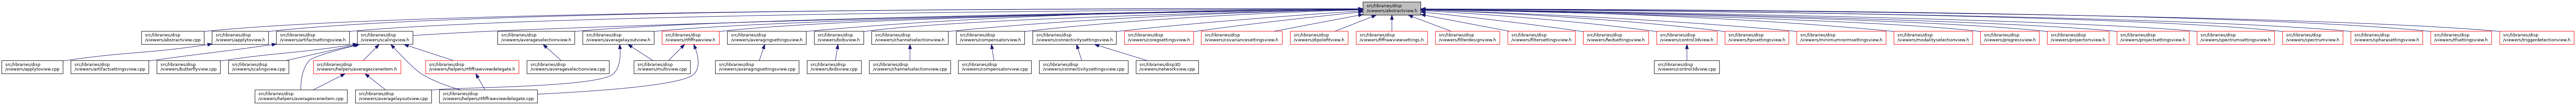 src/libraries/disp
/viewers/abstractview.h
src/libraries/disp
/viewers/abstractview.cpp
src/libraries/disp
/viewers/applytoview.h
src/libraries/disp
/viewers/artifactsettingsview.h
src/libraries/disp
/viewers/scalingview.h
src/libraries/disp
/viewers/averageselectionview.h
src/libraries/disp
/viewers/averagelayoutview.h
src/libraries/disp
/viewers/rtfiffrawview.h
src/libraries/disp
/viewers/averagingsettingsview.h
src/libraries/disp
/viewers/bidsview.h
src/libraries/disp
/viewers/channelselectionview.h
src/libraries/disp
/viewers/compensatorview.h
src/libraries/disp
/viewers/connectivitysettingsview.h
src/libraries/disp
/viewers/coregsettingsview.h
src/libraries/disp
/viewers/covariancesettingsview.h
src/libraries/disp
/viewers/dipolefitview.h
src/libraries/disp
/viewers/fiffrawviewsettings.h
src/libraries/disp
/viewers/filterdesignview.h
src/libraries/disp
/viewers/filtersettingsview.h
src/libraries/disp
/viewers/fwdsettingsview.h
src/libraries/disp
/viewers/control3dview.h
src/libraries/disp
/viewers/hpisettingsview.h
src/libraries/disp
/viewers/minimumnormsettingsview.h
src/libraries/disp
/viewers/modalityselectionview.h
src/libraries/disp
/viewers/progressview.h
src/libraries/disp
/viewers/projectorsview.h
src/libraries/disp
/viewers/projectsettingsview.h
src/libraries/disp
/viewers/spectrumsettingsview.h
src/libraries/disp
/viewers/spectrumview.h
src/libraries/disp
/viewers/spharasettingsview.h
src/libraries/disp
/viewers/tfsettingsview.h
src/libraries/disp
/viewers/triggerdetectionview.h
src/libraries/disp
/viewers/applytoview.cpp
src/libraries/disp
/viewers/artifactsettingsview.cpp
src/libraries/disp
/viewers/butterflyview.cpp
src/libraries/disp
/viewers/scalingview.cpp
src/libraries/disp
/viewers/helpers/averagesceneitem.h
src/libraries/disp
/viewers/helpers/rtfiffrawviewdelegate.h
src/libraries/disp
/viewers/averageselectionview.cpp
src/libraries/disp
/viewers/multiview.cpp
src/libraries/disp
/viewers/averagingsettingsview.cpp
src/libraries/disp
/viewers/bidsview.cpp
src/libraries/disp
/viewers/channelselectionview.cpp
src/libraries/disp
/viewers/compensatorview.cpp
src/libraries/disp
/viewers/connectivitysettingsview.cpp
src/libraries/disp3D
/viewers/networkview.cpp
src/libraries/disp
/viewers/control3dview.cpp
src/libraries/disp
/viewers/helpers/averagesceneitem.cpp
src/libraries/disp
/viewers/averagelayoutview.cpp
src/libraries/disp
/viewers/helpers/rtfiffrawviewdelegate.cpp